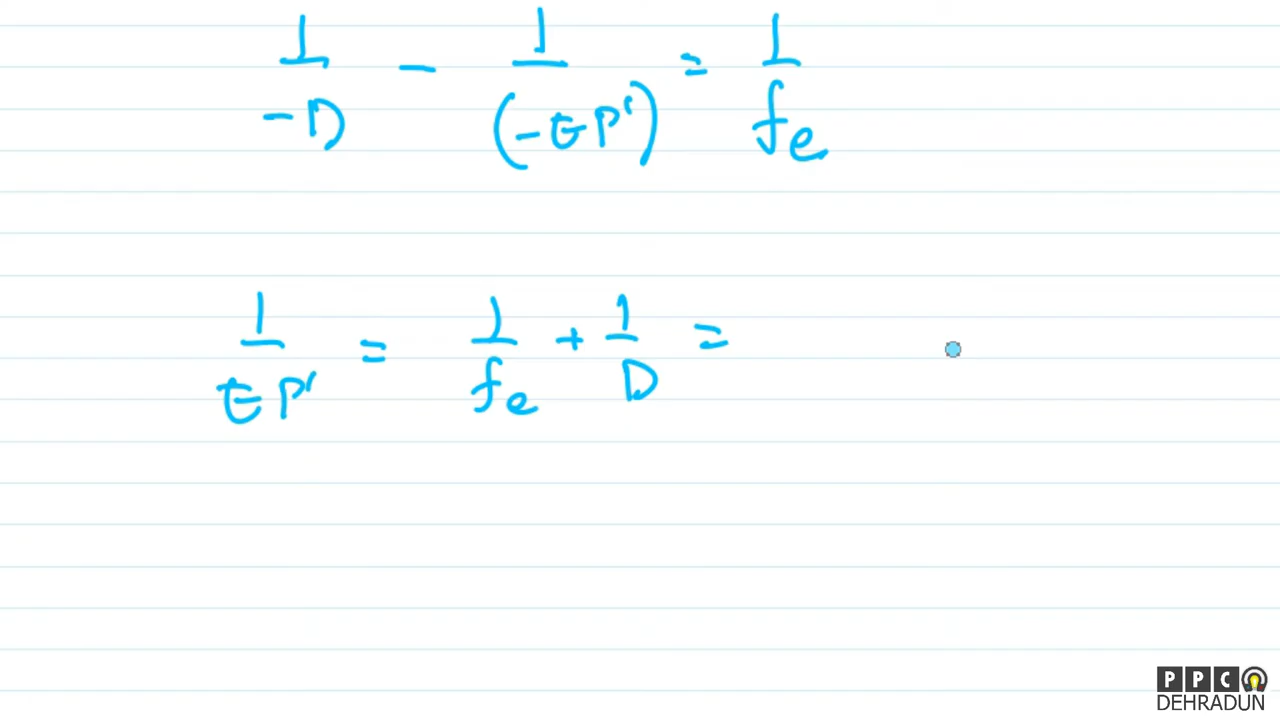 1/-D - 1/(-EP') = 1/fe
1/EP' = 1/fe + 1/D =
PPC
DEHRADUN